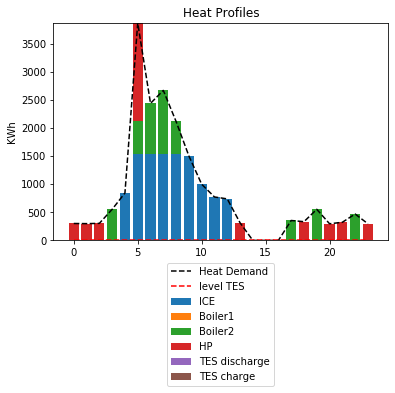 Heat Profiles
3500
3000
2500
2000
1500
1000
500
0
KWh
0 5 10 15 20
Heat Demand
level TES
ICE
Boiler1
Boiler2
HP
TES discharge
TES charge